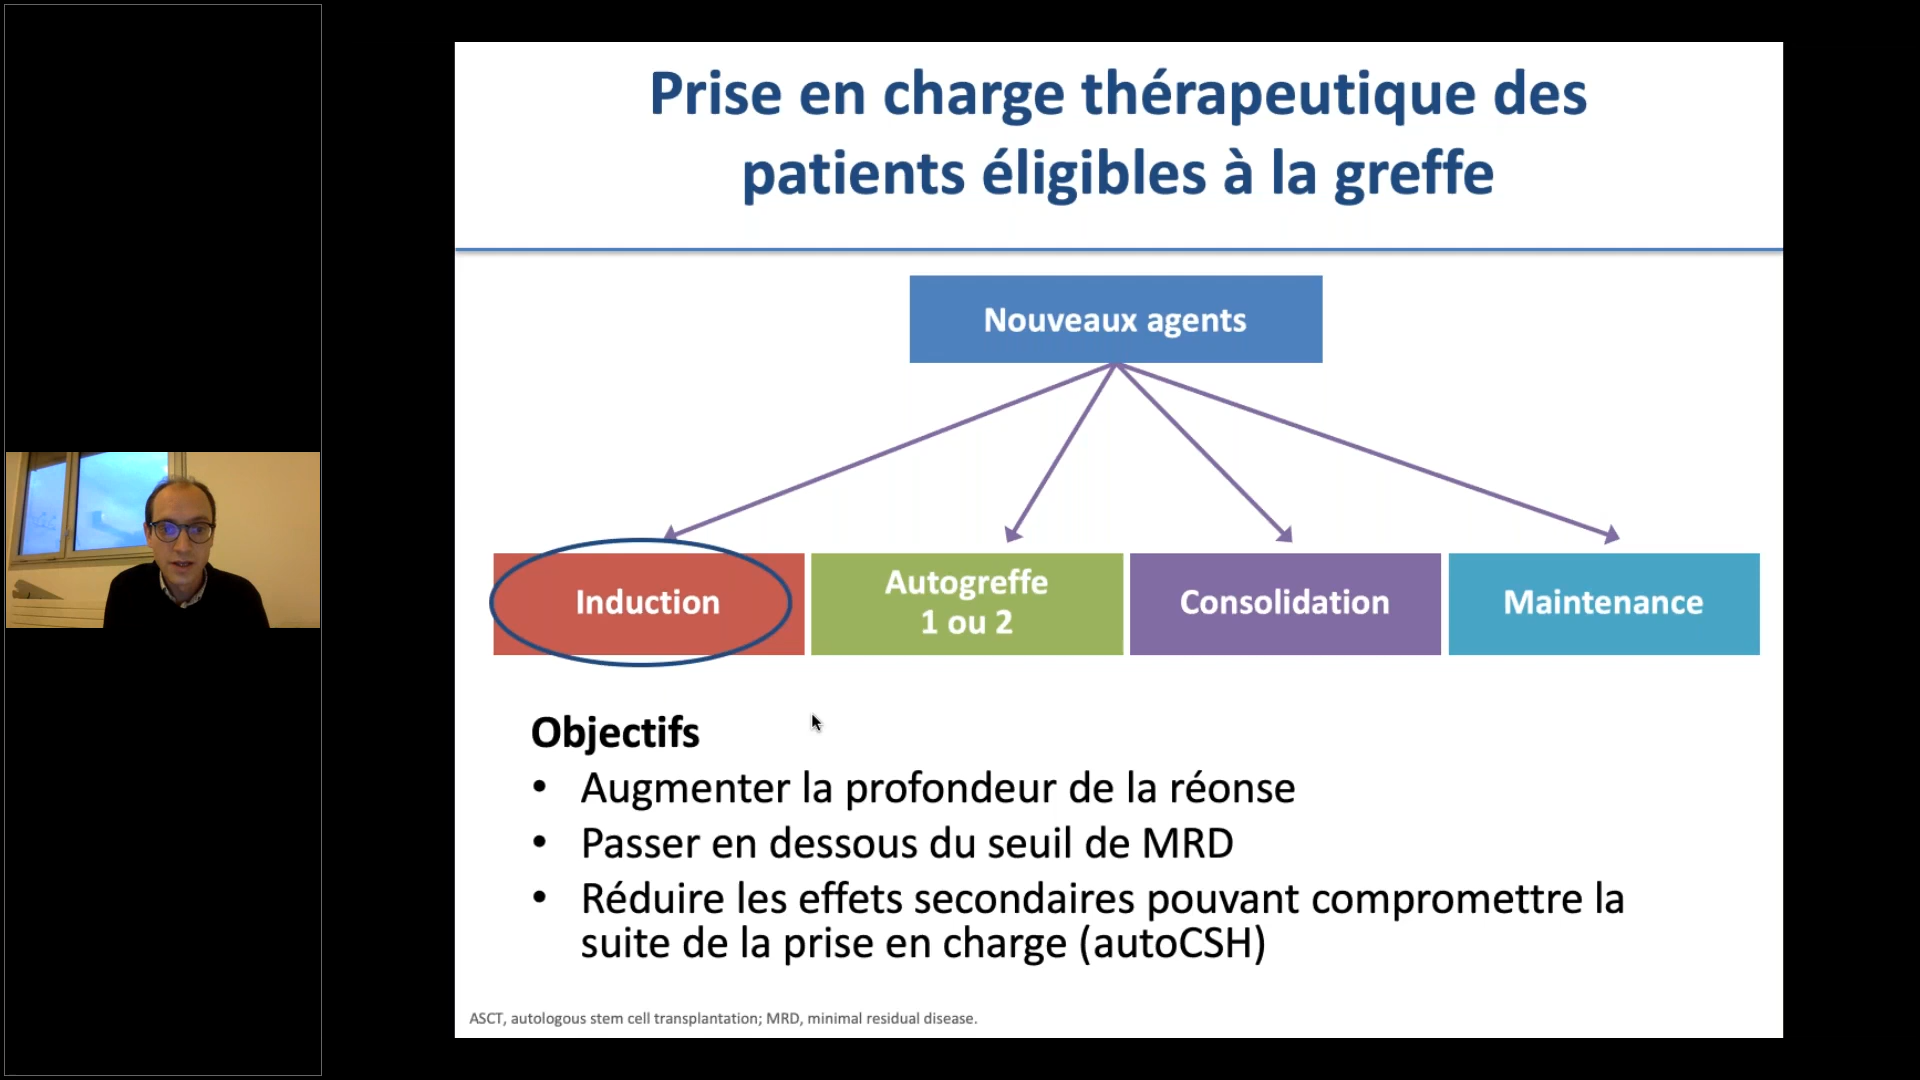 Prise en charge thérapeutique des
patients éligibles à la greffe
Nouveaux agents
Induction
Autogreffe
1 ou 2
Consolidation
Maintenance
Objectifs
• Augmenter la profondeur de la réonse
• Passer en dessous du seuil de MRD
• Réduire les effets secondaires pouvant compromettre la
suite de la prise en charge (autoCSH)
ASCT, autologous stem cell transplantation; MRD, minimal residual disease.